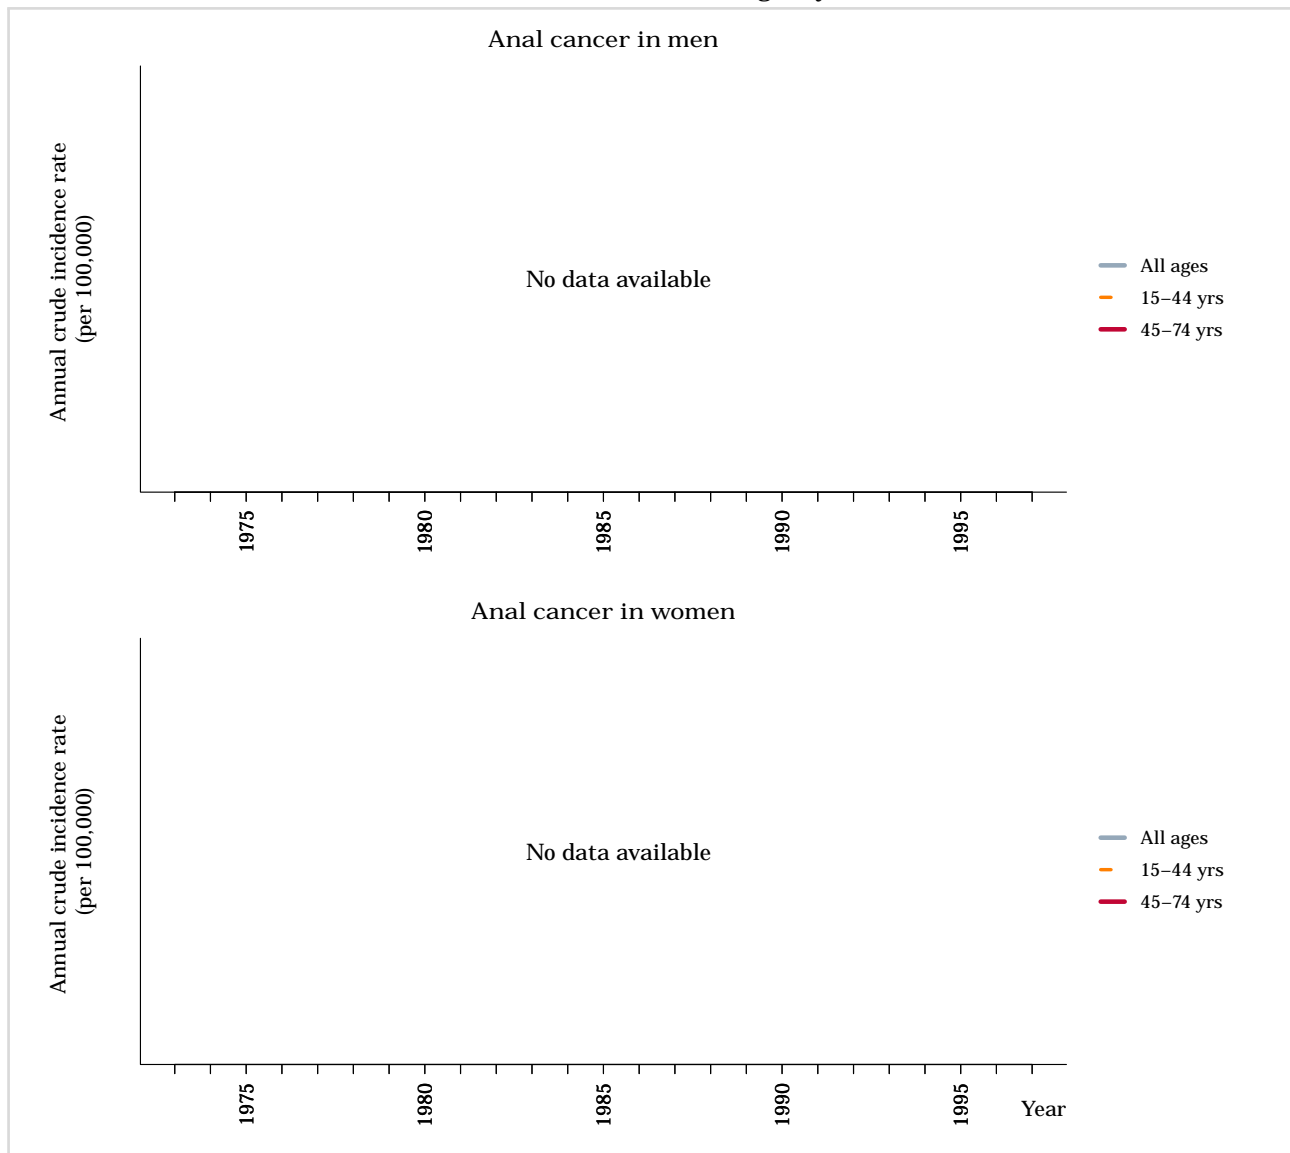 Anal cancer in men
Annual crude incidence rate
(per 100,000)
No data available
All ages
15–44 yrs
45–74 yrs
1975
1980
1985
1990
1995
Anal cancer in women
Annual crude incidence rate
(per 100,000)
No data available
All ages
15–44 yrs
45–74 yrs
1975
1980
1985
1990
1995
Year